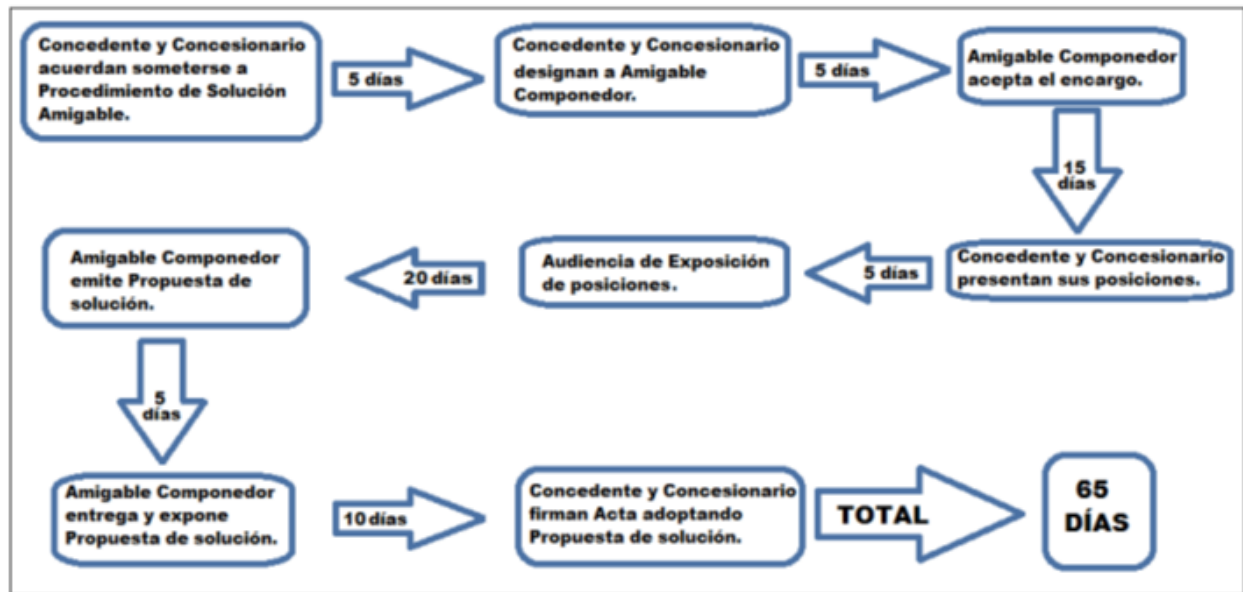 Concedente y Concesionario
acuerdan someterse a
Procedimiento de Solución
Amigable.
5 días
Concedente y Concesionario
designan a Amigable
Componedor.
5 días
Amigable Componedor
acepta el encargo.
15
días
Concedente y Concesionario
presentan sus posiciones.
5 días
Audiencia de Exposición
de posiciones.
20 días
Amigable Componedor
emite Propuesta de
solución.
5
días
Amigable Componedor
entrega y expone
Propuesta de solución.
10 días
Concedente y Concesionario
firman Acta adoptando
Propuesta de solución.
TOTAL
65
DÍAS